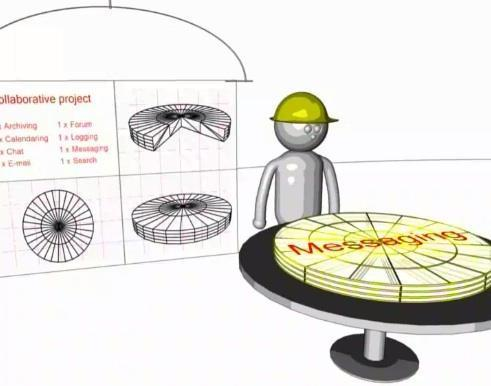 ollaborative project
x Archiving
1 x Forum
x Calendaring
1 x Logging
x Chat
1 x Messaging
x E-mail
1 x Search
Messaging